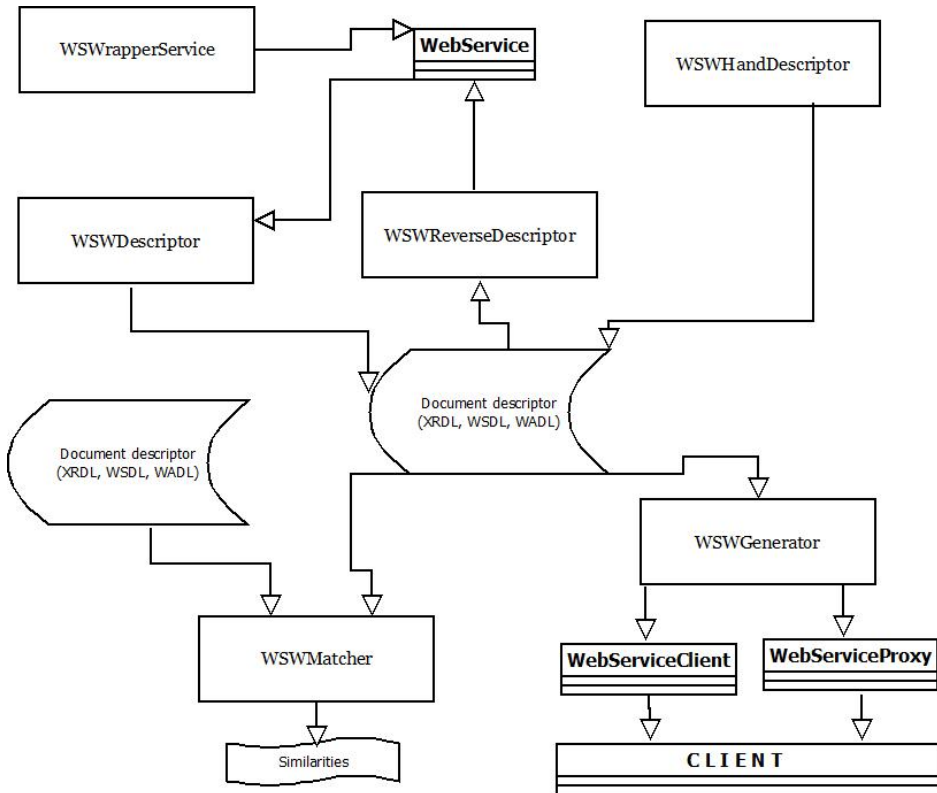 WSWrapperService
WebService
WSWHandDescriptor
WSWDescriptor
WSWReverseDescriptor
Document descriptor
(XRDL, WSDL, WADL)
Document descriptor
(XRDL, WSDL, WADL)
WSWGenerator
WSWMatcher
WebServiceClient
WebServiceProxy
Similarities
CLIENT